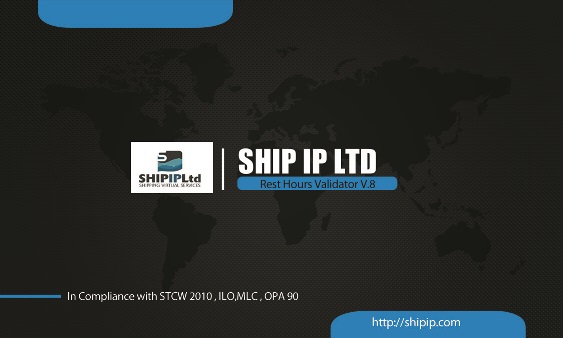 SHIPIPLtd
SHIPPING VIRTUAL SERVICES
SHIP IP LTD
Rest Hours Validator V.8
In Compliance with STCW 2010 , ILO,MLC , OPA 90
http://shipip.com